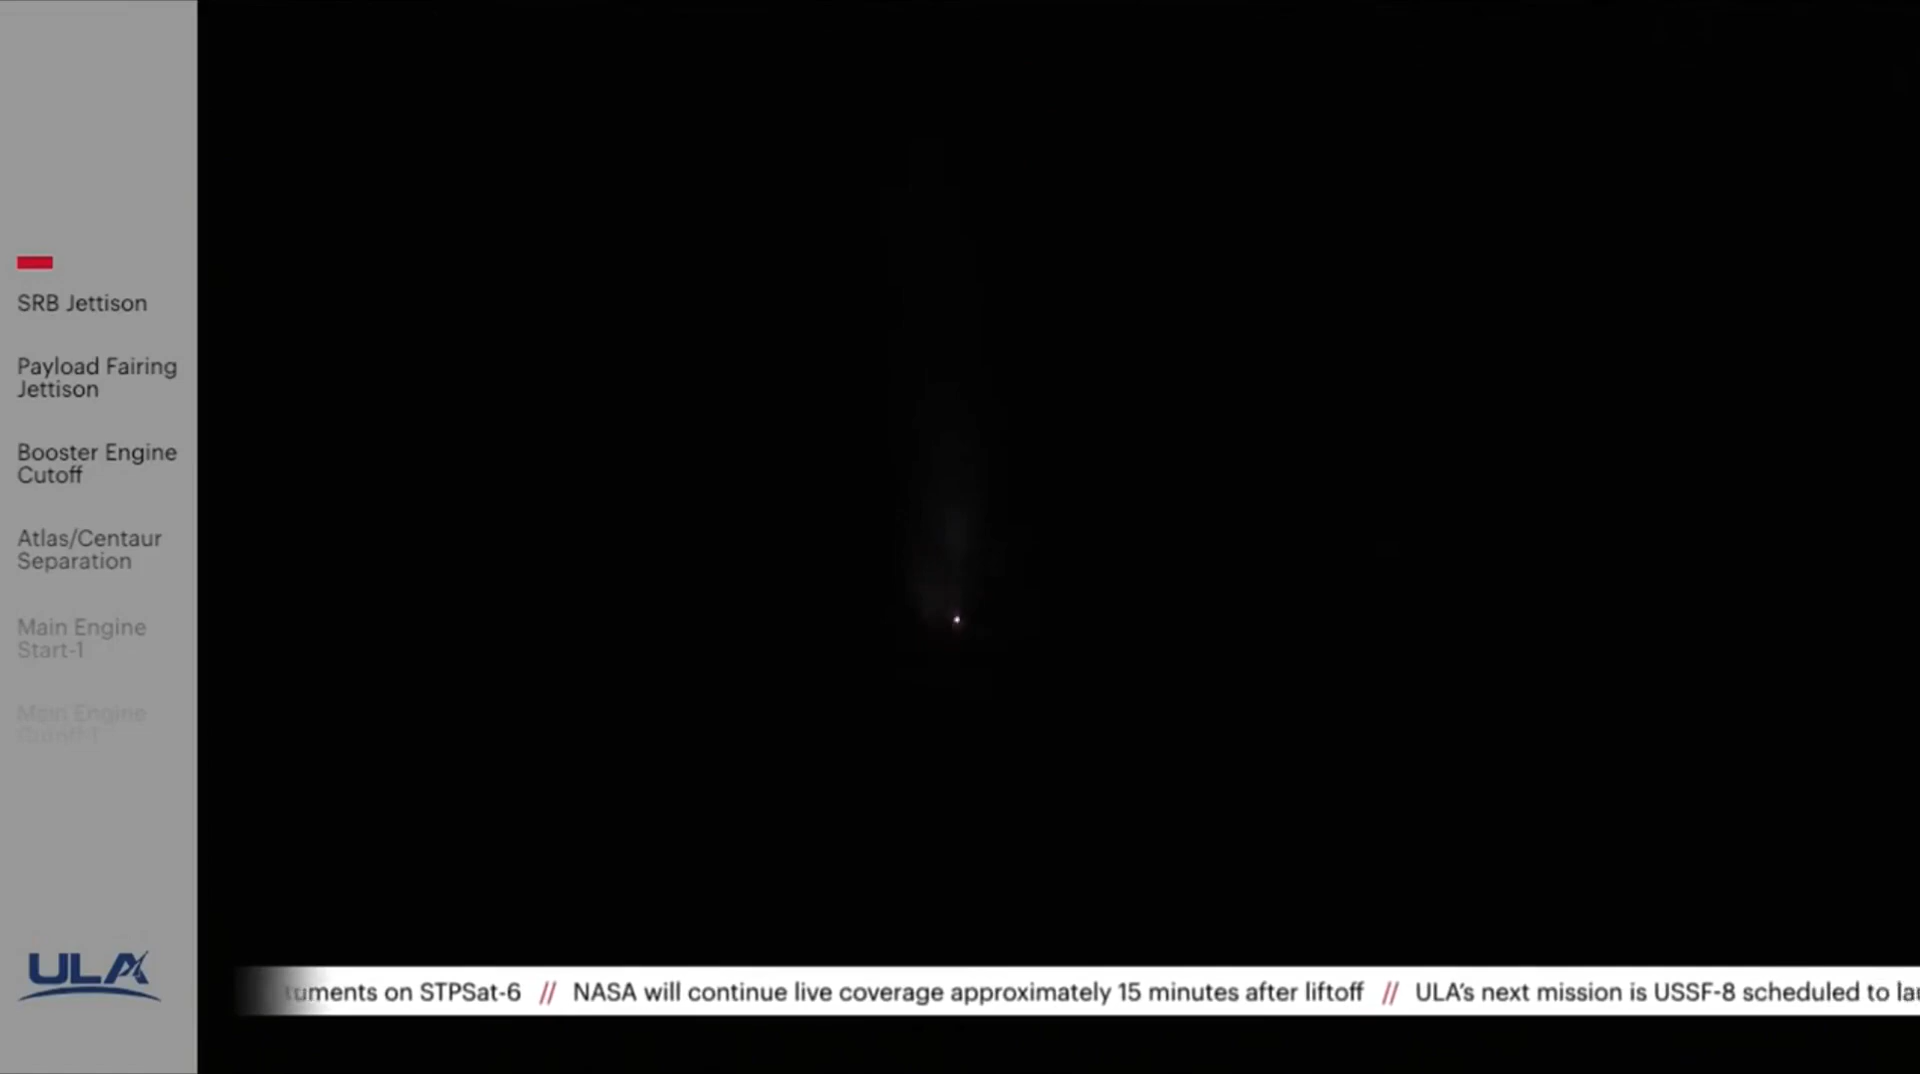 SRB Jettison
Payload Fairing
Jettison
Booster Engine
Cutoff
Atlas/Centaur
Separation
Main Engine
Start-1
Main Engine
ULA
uments on STPSat-6 // NASA will continue live coverage approximately 15 minutes after liftoff // ULA's next mission is USSF-8 scheduled to